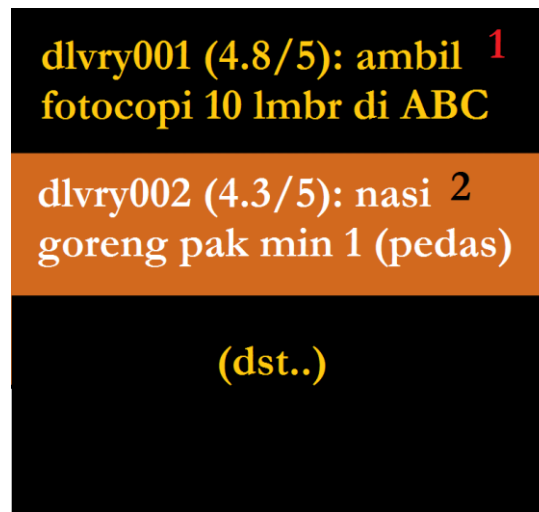 dlvry001 (4.8/5): ambil 1
fotocopi 10 lmbr di ABC
dlvry002 (4.3/5): nasi 2
goreng pak min 1 (pedas)
(dst..)